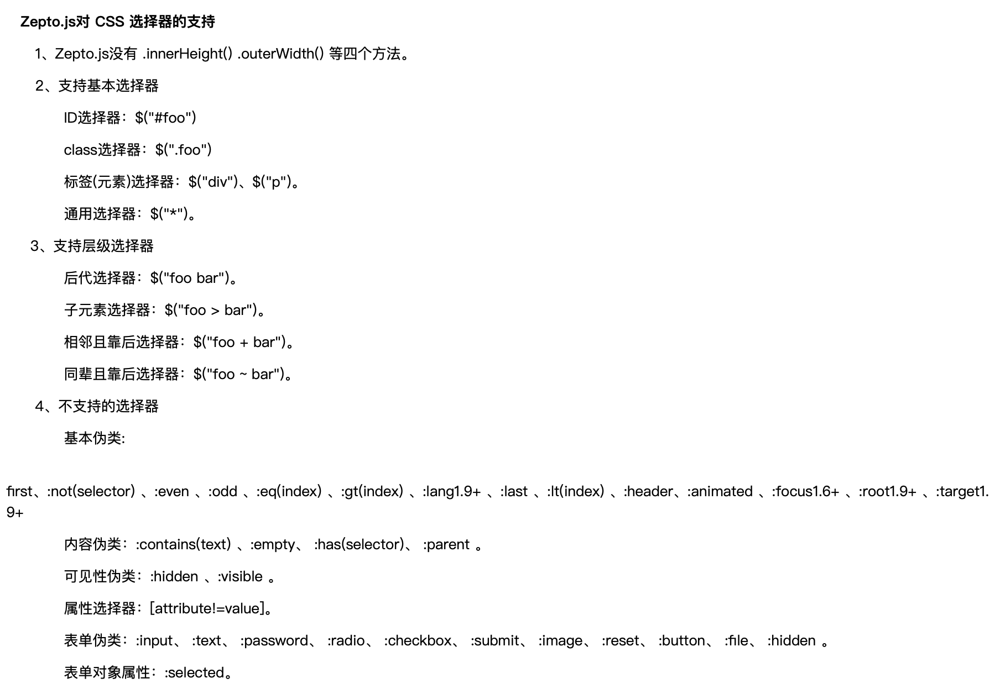 Zepto.js对 CSS 选择器的支持
1、Zepto.js没有 .innerHeight() .outerWidth() 等四个方法。
2、支持基本选择器
ID选择器：$("#foo")
class选择器：$(".foo")
标签(元素)选择器：$("div")、$("p")。
通用选择器：$("*")。
3、支持层级选择器
后代选择器：$("foo bar")。
子元素选择器：$("foo > bar")。
相邻且靠后选择器：$("foo + bar")。
同辈且靠后选择器：$("foo ~ bar")。
4、不支持的选择器
基本伪类:
first、:not(selector) 、:even 、:odd 、:eq(index) 、:gt(index) 、:lang1.9+ 、:last 、:lt(index) 、:header、:animated 、:focus1.6+ 、:root1.9+ 、:target1.
9+
内容伪类：:contains(text) 、:empty、 :has(selector)、 :parent 。
可见性伪类：:hidden 、:visible 。
属性选择器：[attribute!=value]。
表单伪类：:input、 :text、 :password、 :radio、 :checkbox、 :submit、 :image、 :reset、 :button、 :file、 :hidden 。
表单对象属性：:selected。